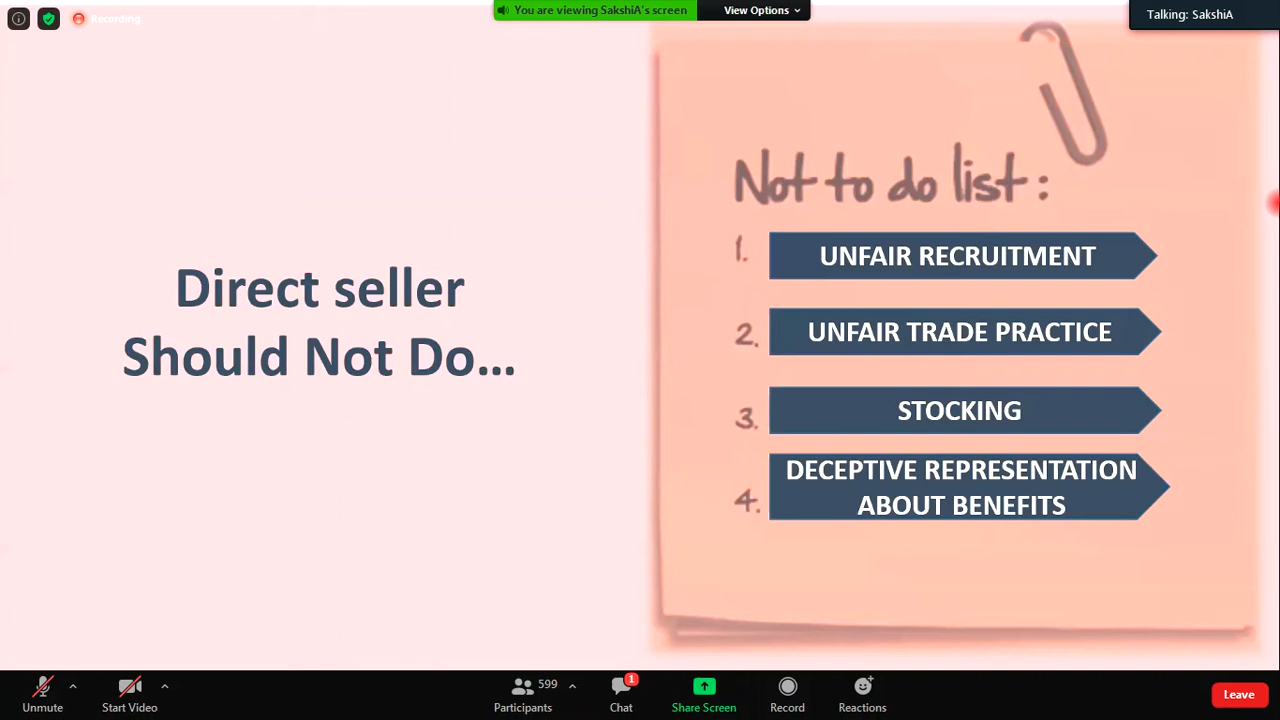 Recording
You are viewing SakshiA's screen
View Options
Talking: SakshiA
Direct seller
Should Not Do...
Not to do list :
1. UNFAIR RECRUITMENT
2. UNFAIR TRADE PRACTICE
3. STOCKING
4. DECEPTIVE REPRESENTATION
ABOUT BENEFITS
Unmute
Start Video
599
Participants
1
Chat
Share Screen
Record
Reactions
Leave